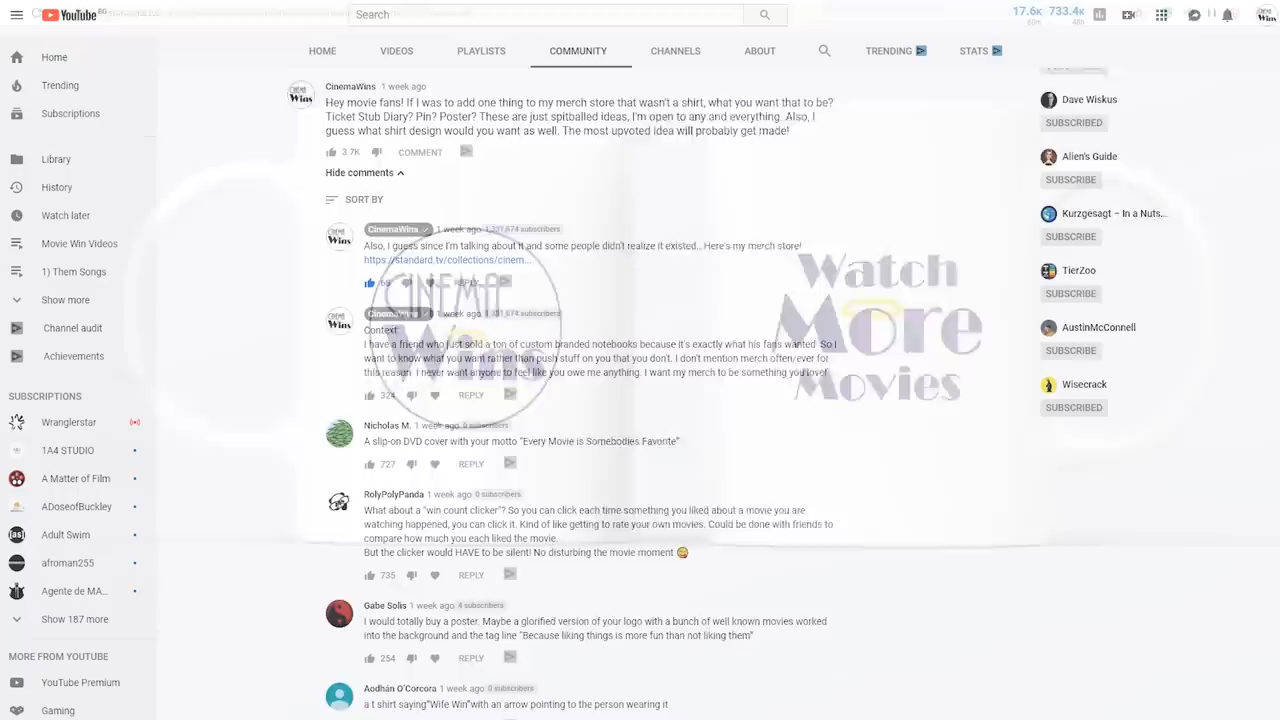 YouTube
Search
17.6k 733.4k
60m 48h
HOME VIDEOS PLAYLISTS COMMUNITY CHANNELS ABOUT TRENDING STATS
Home
Trending
Subscriptions
Library
History
Watch later
Movie Win Videos
1) Them Songs
Show more
Channel audit
Achievements
SUBSCRIPTIONS
Wranglerstar
1A4 STUDIO
A Matter of Film
ADoseofBuckley
Adult Swim
afroman255
Agente de MA...
Show 187 more
MORE FROM YOUTUBE
YouTube Premium
Gaming
CinemaWins 1 week ago
Hey movie fans! If I was to add one thing to my merch store that wasn't a shirt, what you want that to be?
Ticket Stub Diary? Pin? Poster? These are just spitballed ideas, I'm open to any and everything. Also, I
guess what shirt design would you want as well. The most upvoted idea will probably get made!
3.7K COMMENT
Hide comments
SORT BY
CinemaWins 1 week ago subscribers
Also, I guess since I'm talking about it and some people didn't realize it existed... Here's my merch store!
https://standard.tv/collections/cinem...
REPLY
CinemaWins 1 week ago subscribers
Context:
I have a friend who just sold a ton of custom branded notebooks because it's exactly what his fans wanted. So I
want to know what you want rather than push stuff on you that you don't. I don't mention merch often/ever for
this reason. I never want anyone to feel like you owe me anything. I want my merch to be something you love!
324 REPLY
Nicholas M. 1 week ago 0 subscribers
A slip-on DVD cover with your motto "Every Movie is Somebodies Favorite"
727 REPLY
RolyPolyPanda 1 week ago 0 subscribers
What about a "win count clicker"? So you can click each time something you liked about a movie you are
watching happened, you can click it. Kind of like getting to rate your own movies. Could be done with friends to
compare how much you each liked the movie.
But the clicker would HAVE to be silent! No disturbing the movie moment
735 REPLY
Gabe Solis 1 week ago 4 subscribers
I would totally buy a poster. Maybe a glorified version of your logo with a bunch of well known movies worked
into the background and the tag line "Because liking things is more fun than not liking them"
254 REPLY
Aodhán O'Corcora 1 week ago 0 subscribers
a t shirt saying"Wife Win"with an arrow pointing to the person wearing it
CINEMA
Wins
Watch
More
Movies
Dave Wiskus
SUBSCRIBED
Alien's Guide
SUBSCRIBE
Kurzgesagt – In a Nuts...
SUBSCRIBE
TierZoo
SUBSCRIBE
AustinMcConnell
SUBSCRIBE
Wisecrack
SUBSCRIBED